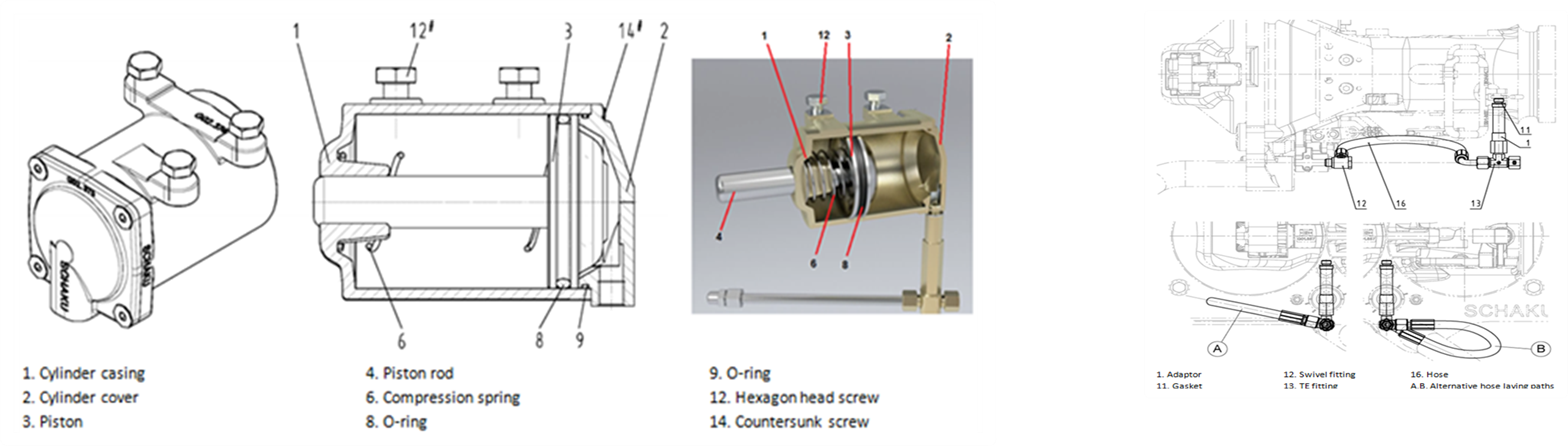 1
12'
3
14'
2
6
8
9
1. Cylinder casing
2. Cylinder cover
3. Piston
4. Piston rod
6. Compression spring
8. O-ring
1
12
3
2
4
6
8
9. O-ring
12. Hexagon head screw
14. Countersunk screw
11
1
12
16
13
SCHAKU
A
B
1. Adaptor
11. Gasket
12. Swivel fitting
13. TE fitting
16. Hose
A,B. Alternative hose laying paths